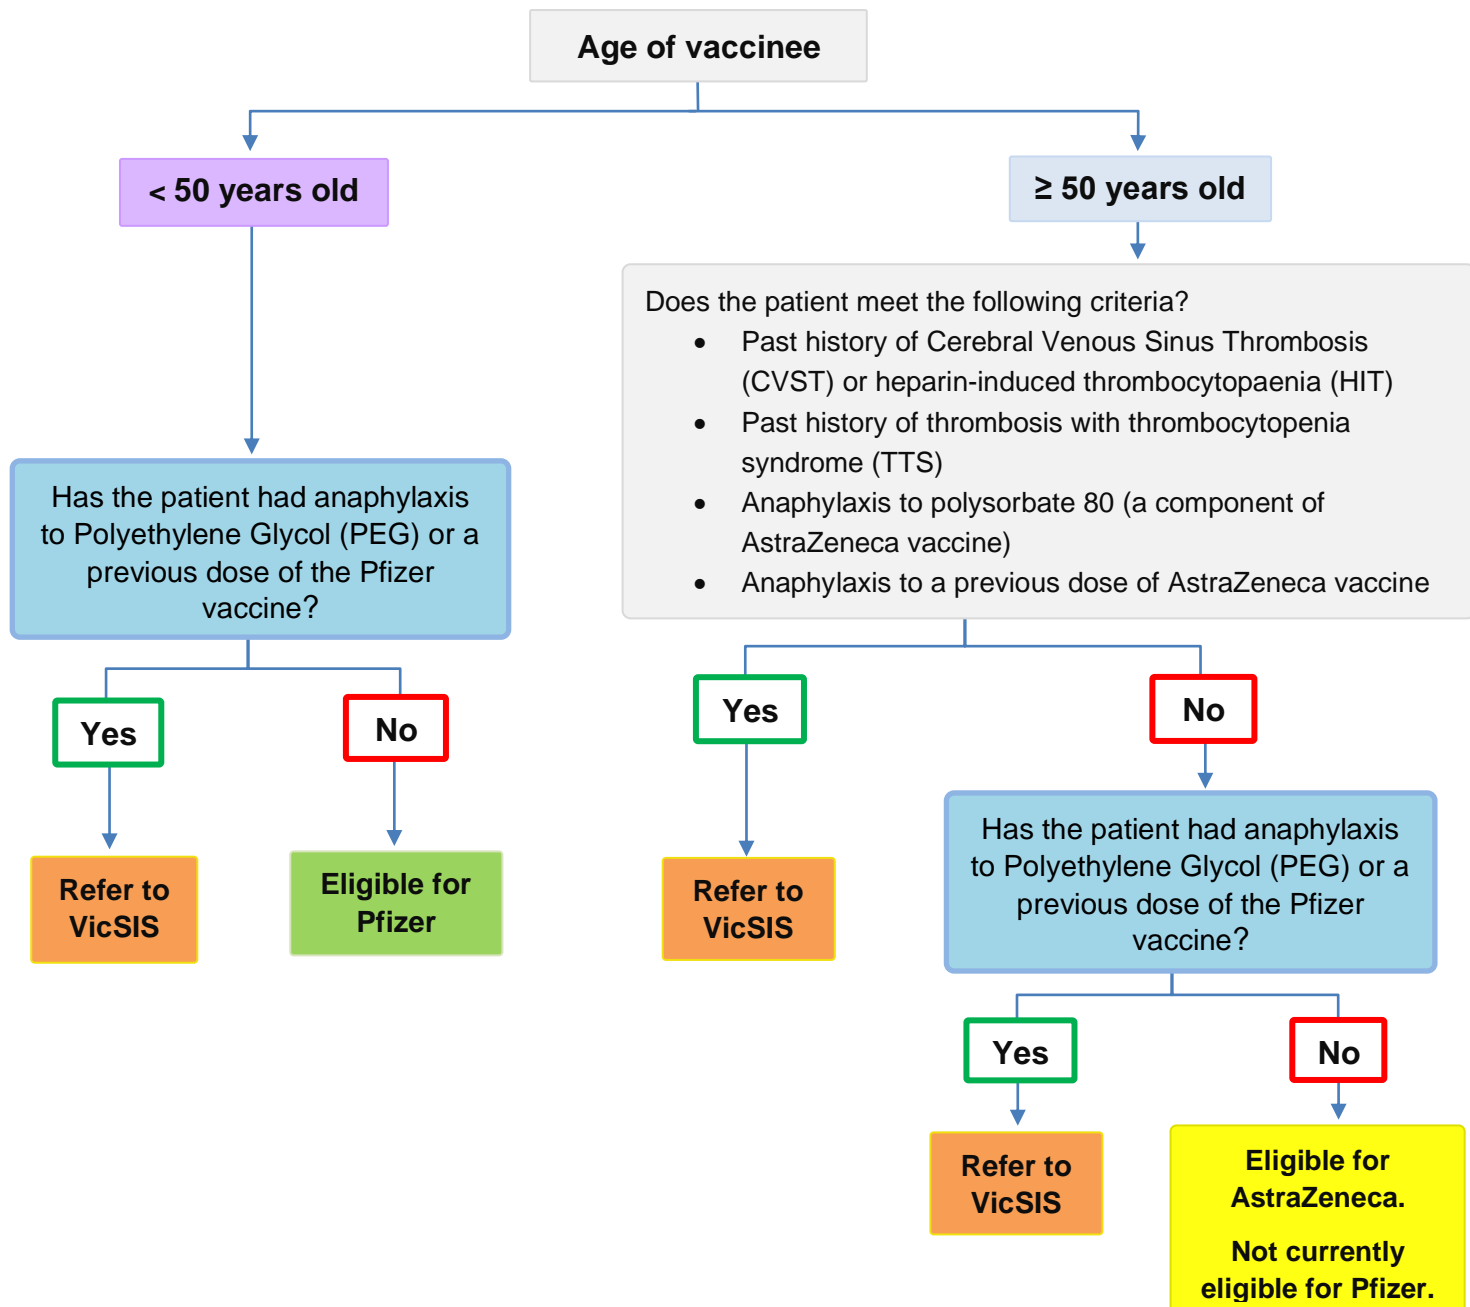 Age of vaccinee
< 50 years old
≥ 50 years old
Does the patient meet the following criteria?
• Past history of Cerebral Venous Sinus Thrombosis
(CVST) or heparin-induced thrombocytopaenia (HIT)
• Past history of thrombosis with thrombocytopenia
syndrome (TTS)
• Anaphylaxis to polysorbate 80 (a component of
AstraZeneca vaccine)
• Anaphylaxis to a previous dose of AstraZeneca vaccine
Has the patient had anaphylaxis
to Polyethylene Glycol (PEG) or a
previous dose of the Pfizer
vaccine?
Yes
No
Yes
No
Refer to
VicSIS
Eligible for
Pfizer
Refer to
VicSIS
Has the patient had anaphylaxis
to Polyethylene Glycol (PEG) or a
previous dose of the Pfizer
vaccine?
Yes
No
Refer to
VicSIS
Eligible for
AstraZeneca.
Not currently
eligible for Pfizer.